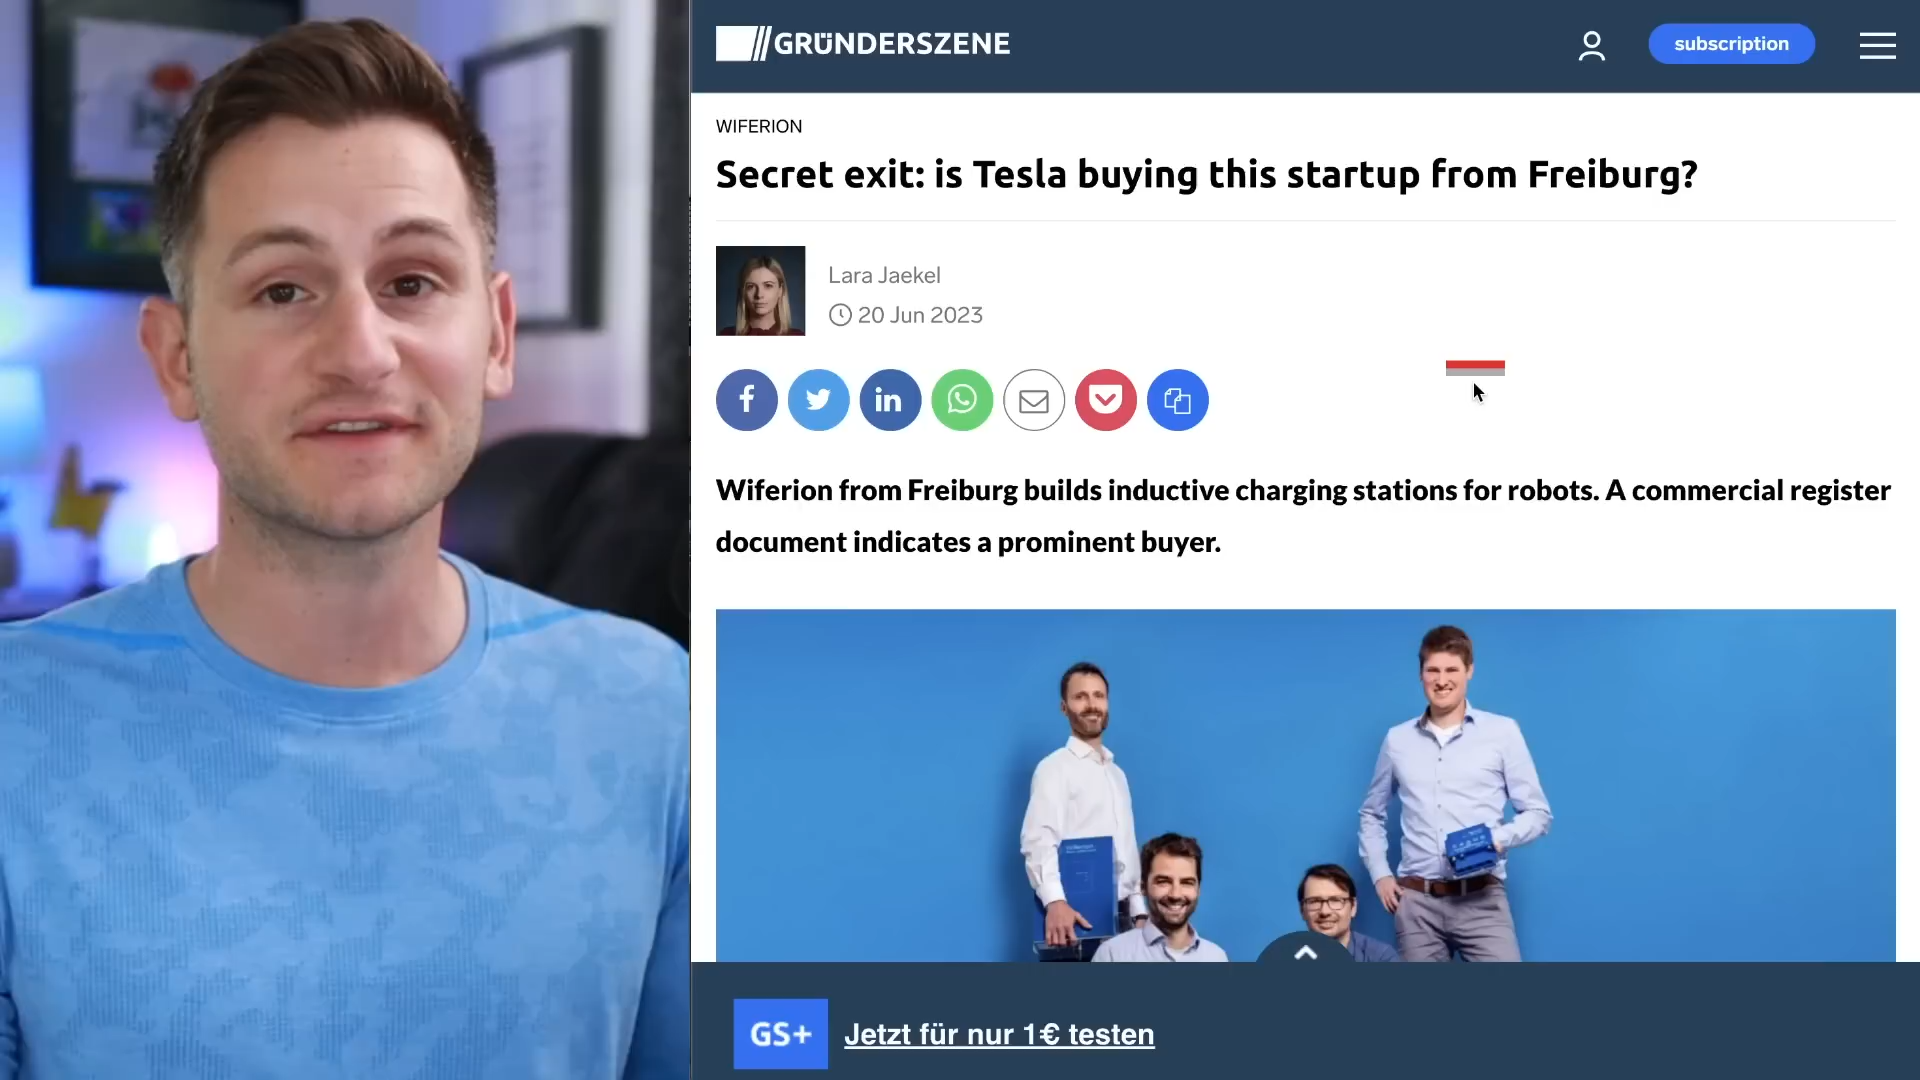 GRÜNDERSZENE
subscription
WIFERION
Secret exit: is Tesla buying this startup from Freiburg?
Lara Jaekel
20 Jun 2023
Wiferion from Freiburg builds inductive charging stations for robots. A commercial register
document indicates a prominent buyer.
GS+ Jetzt für nur 1€ testen